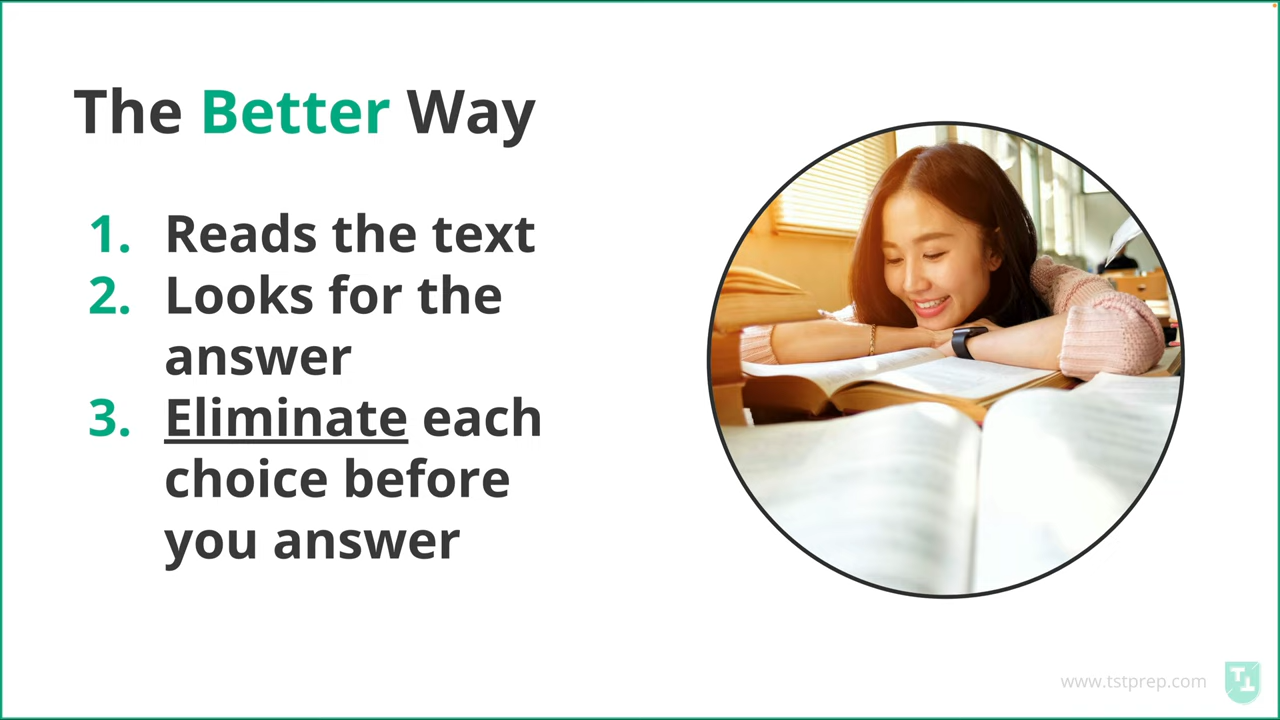 The Better Way
1. Reads the text
2. Looks for the
answer
3. Eliminate each
choice before
you answer
www.tstprep.com